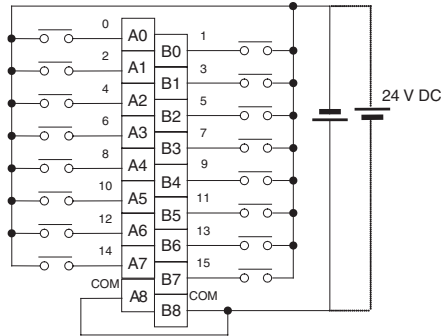 0 A0 1
B0
2 A1 3
B1
4 A2 5
B2 24 V DC
6 A3 7
B3
8 A4 9
B4
10 A5 11
B5
12 A6 13
B6
14 A7 15
B7
COM A8 COM
B8